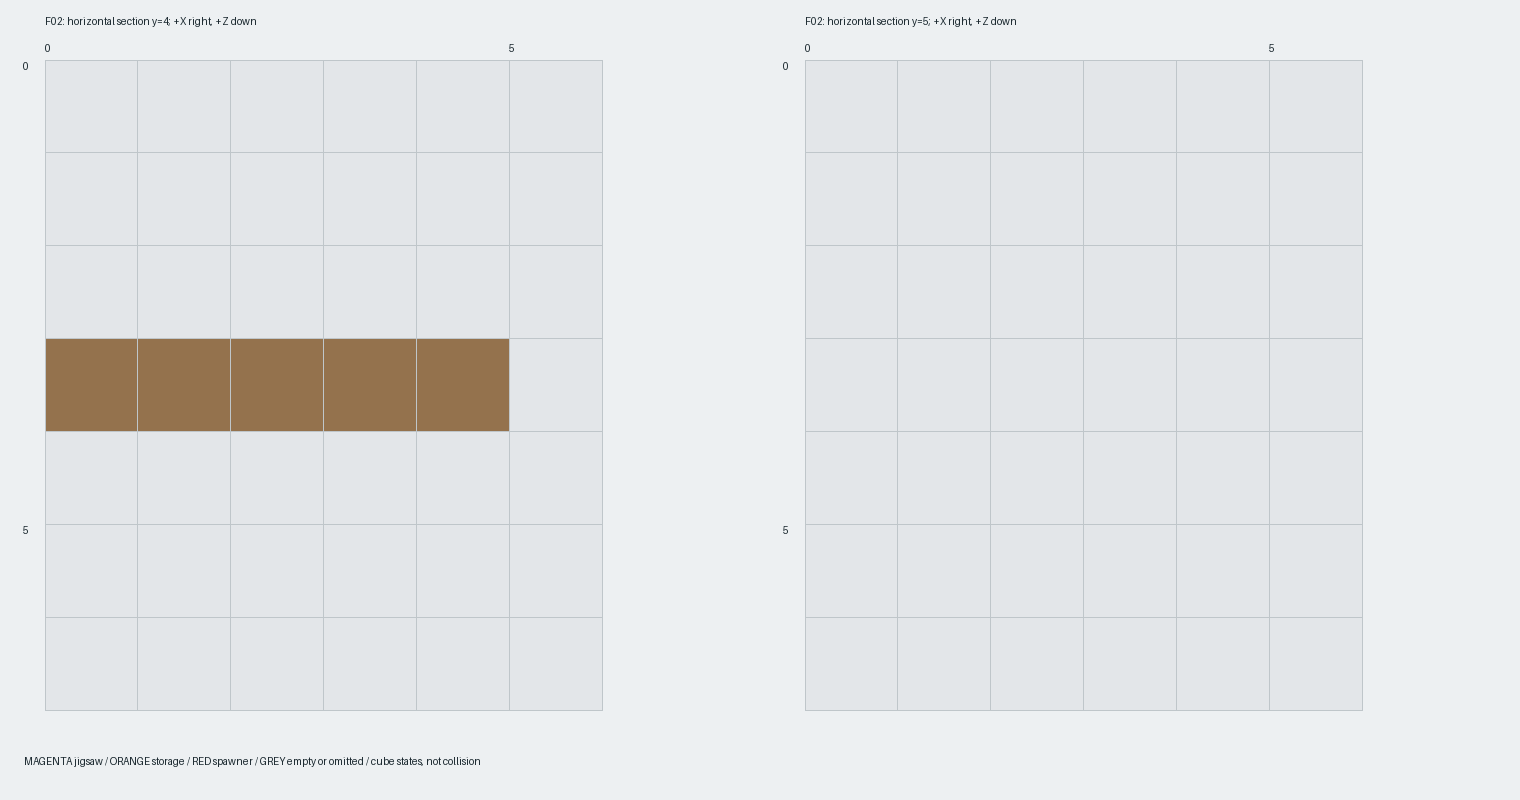 F02: horizontal section y=4; +X right, +Z down
F02: horizontal section y=5; +X right, +Z down
0 5
0 5
0
0
5
5
MAGENTA jigsaw / ORANGE storage / RED spawner / GREY empty or omitted / cube states, not collision